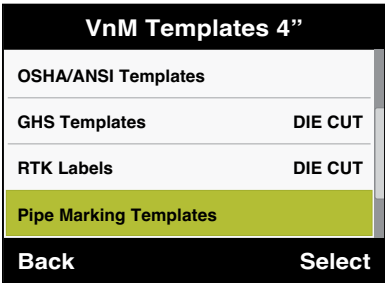 VnM Templates 4”
OSHA/ANSI Templates
GHS Templates DIE CUT
RTK Labels DIE CUT
Pipe Marking Templates
Back Select